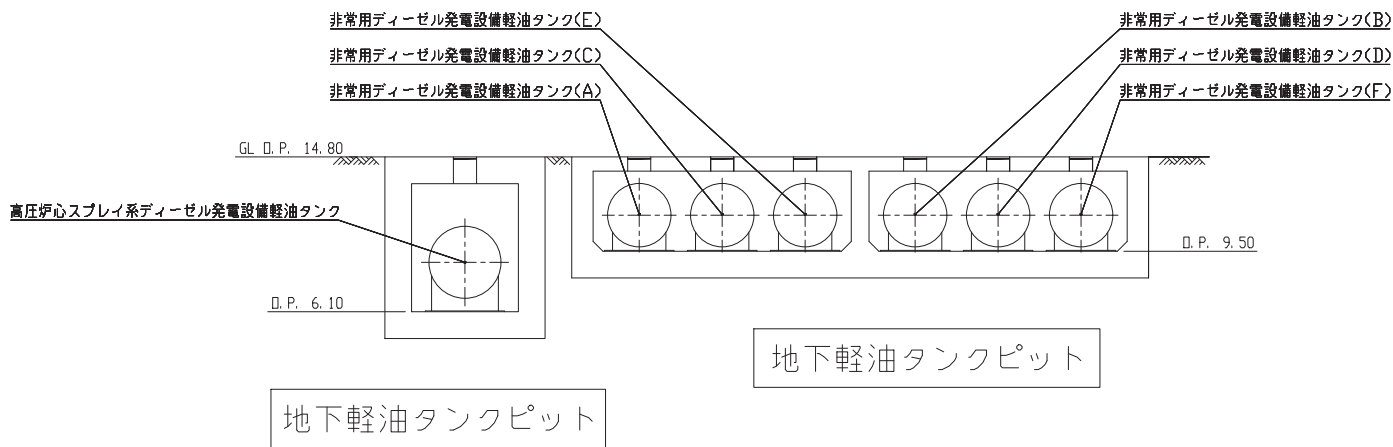 非常用ディーゼル発電設備軽油タンク(E)
非常用ディーゼル発電設備軽油タンク(C)
非常用ディーゼル発電設備軽油タンク(A)
非常用ディーゼル発電設備軽油タンク(B)
非常用ディーゼル発電設備軽油タンク(D)
非常用ディーゼル発電設備軽油タンク(F)
GL O.P. 14.80
高圧炉心スプレイ系ディーゼル発電設備軽油タンク
O.P. 9.50
O.P. 6.10
地下軽油タンクピット
地下軽油タンクピット